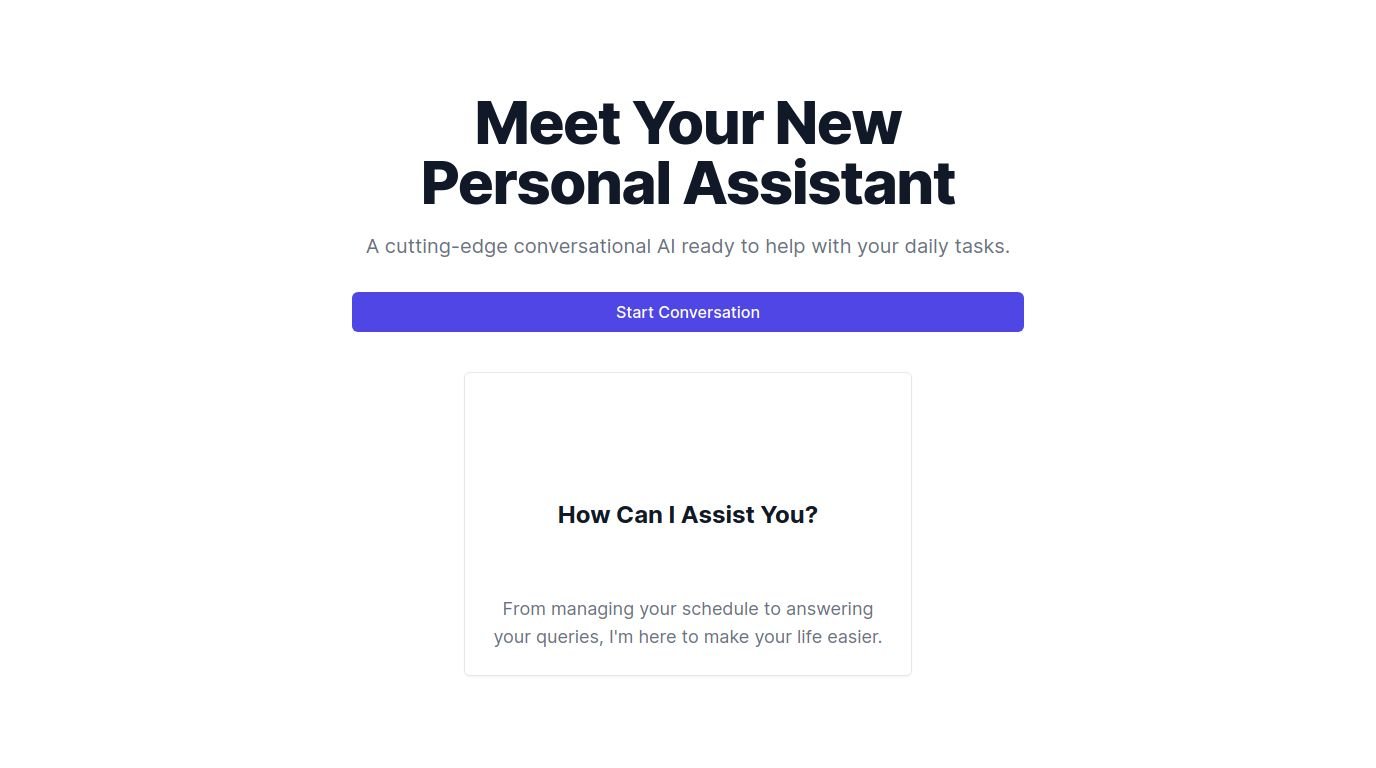 Meet Your New
Personal Assistant
A cutting-edge conversational AI ready to help with your daily tasks.
Start Conversation
How Can I Assist You?
From managing your schedule to answering
your queries, I'm here to make your life easier.